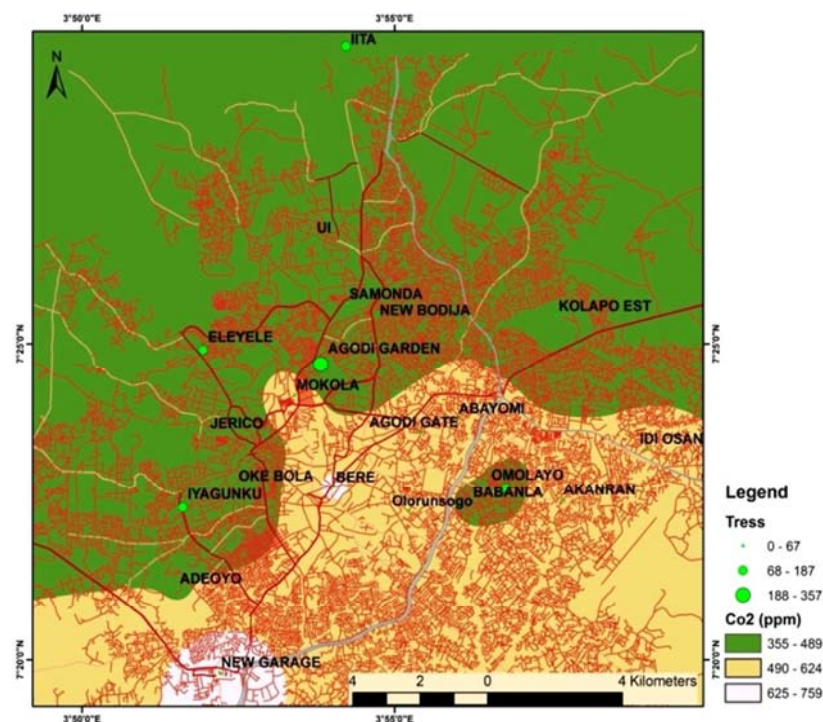 3°50'0"E 3°55'0"E
IITA
N
UI
SAMONDA
NEW BODIJA
KOLAPO EST
7°25'0"N 7°25'0"N
ELEYELE
AGODI GARDEN
MOKOLA
ABAYOMI
JERICO
AGODI GATE
IDI OSAN
OKE BOLA
BERE
OMOLAYO
IYAGUNKU
BABANLA
AKANRAN
Olorunsogo
ADEOYO
7°20'0"N 7°20'0"N
NEW GARAGE
4 2 0 4 Kilometers
3°50'0"E 3°55'0"E
Legend
Tress
0 - 67
68 - 187
188 - 357
Co2 (ppm)
355 - 489
490 - 624
625 - 759